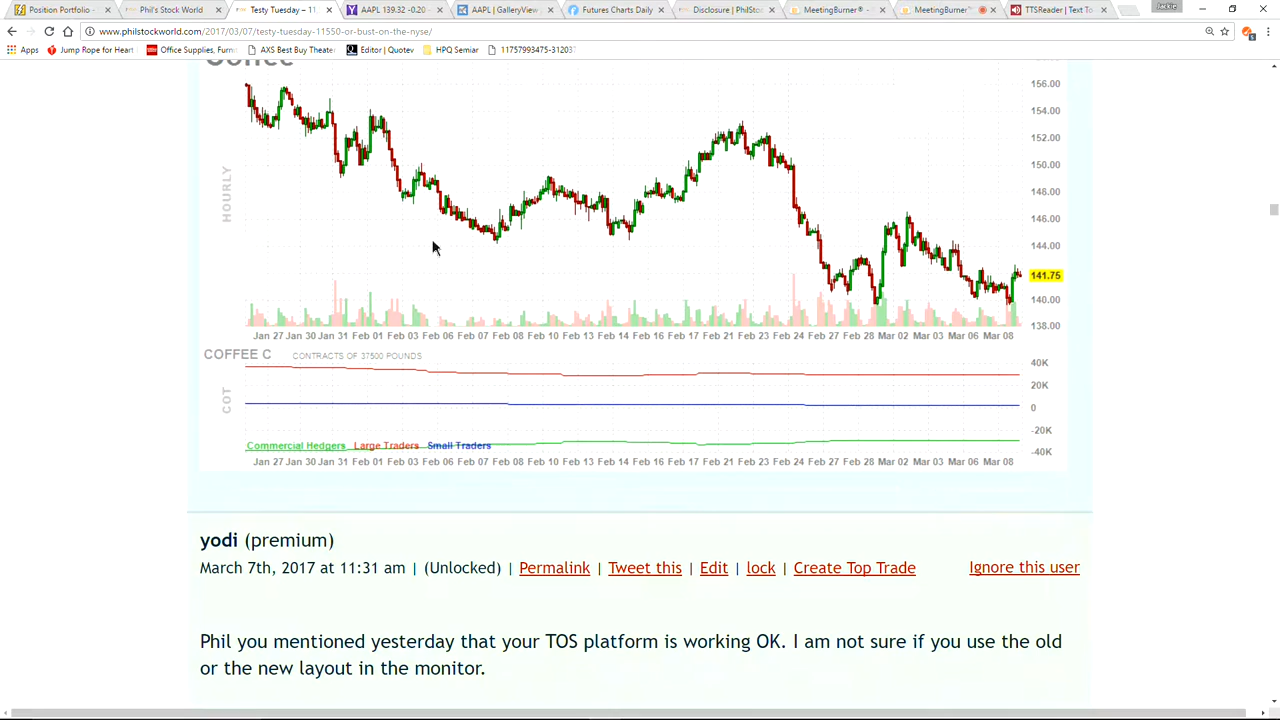 Jackie
Position Portfolio -
Phil's Stock World
Testy Tuesday – 11
AAPL 139.32 -0.20
AAPL | GalleryView
Futures Charts Daily
Disclosure | PhilStoc
MeetingBurner® -
MeetingBurner
TTSReader | Text To
www.philstockworld.com/2017/03/07/testy-tuesday-11550-or-bust-on-the-nyse/
Apps
Jump Rope for Heart
Office Supplies, Furni
AXS Best Buy Theater
Editor | Quotev
HPQ Semiar
11757993475-31203
Coffee
156.00
154.00
152.00
150.00
148.00
146.00
144.00
141.75
140.00
138.00
HOURLY
Jan 27 Jan 30 Jan 31 Feb 01 Feb 03 Feb 06 Feb 07 Feb 08 Feb 10 Feb 13 Feb 14 Feb 16 Feb 17 Feb 21 Feb 23 Feb 24 Feb 27 Feb 28 Mar 02 Mar 03 Mar 06 Mar 08
COFFEE C CONTRACTS OF 37500 POUNDS
40K
20K
0
-20K
-40K
COT
Commercial Hedgers Large Traders Small Traders
Jan 27 Jan 30 Jan 31 Feb 01 Feb 03 Feb 06 Feb 07 Feb 08 Feb 10 Feb 13 Feb 14 Feb 16 Feb 17 Feb 21 Feb 23 Feb 24 Feb 27 Feb 28 Mar 02 Mar 03 Mar 06 Mar 08
yodi (premium)
March 7th, 2017 at 11:31 am | (Unlocked) | Permalink | Tweet this | Edit | lock | Create Top Trade Ignore this user
Phil you mentioned yesterday that your TOS platform is working OK. I am not sure if you use the old
or the new layout in the monitor.